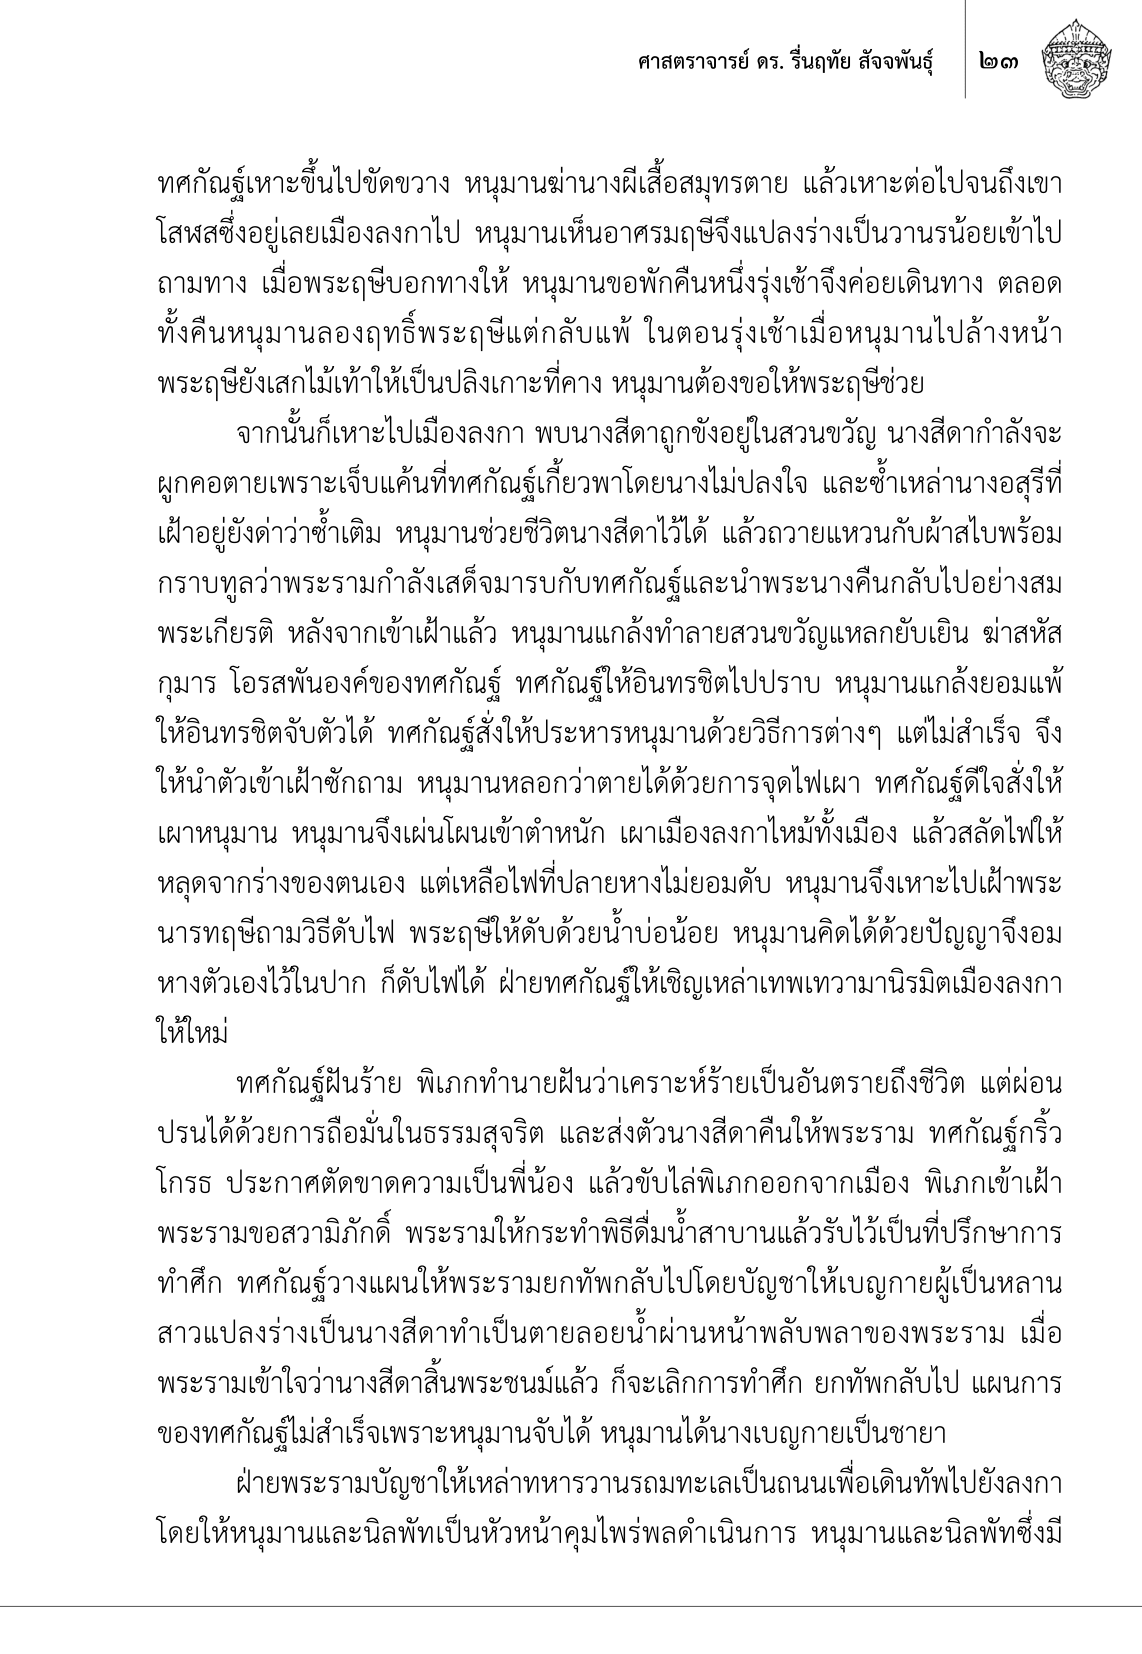 ศาสตราจารย์ ดร. รื่นฤทัย สัจจพันธุ์ ๒๓
ทศกัณฐ์เหาะขึ้นไปขัดขวาง หนุมานฆ่านางผีเสื้อสมุทรตาย แล้วเหาะต่อไปจนถึงเขา
โสฬสซึ่งอยู่เลยเมืองลงกาไป หนุมานเห็นอาศรมฤษีจึงแปลงร่างเป็นวานรน้อยเข้าไป
ถามทาง เมื่อพระฤษีบอกทางให้ หนุมานขอพักคืนหนึ่งรุ่งเช้าจึงค่อยเดินทาง ตลอด
ทั้งคืนหนุมานลองฤทธิ์พระฤษีแต่กลับแพ้ ในตอนรุ่งเช้าเมื่อหนุมานไปล้างหน้า
พระฤษียังเสกไม้เท้าให้เป็นปลิงเกาะที่คาง หนุมานต้องขอให้พระฤษีช่วย
จากนั้นก็เหาะไปเมืองลงกา พบนางสีดาถูกขังอยู่ในสวนขวัญ นางสีดากำลังจะ
ผูกคอตายเพราะเจ็บแค้นที่ทศกัณฐ์เกี้ยวพาโดยนางไม่ปลงใจ และซ้ำเหล่านางอสุรีที่
เฝ้าอยู่ยังด่าว่าซ้ำเติม หนุมานช่วยชีวิตนางสีดาไว้ได้ แล้วถวายแหวนกับผ้าสไบพร้อม
กราบทูลว่าพระรามกำลังเสด็จมารบกับทศกัณฐ์และนำพระนางคืนกลับไปอย่างสม
พระเกียรติ หลังจากเข้าเฝ้าแล้ว หนุมานแกล้งทำลายสวนขวัญแหลกยับเยิน ฆ่าสหัส
กุมาร โอรสพันองค์ของทศกัณฐ์ ทศกัณฐ์ให้อินทรชิตไปปราบ หนุมานแกล้งยอมแพ้
ให้อินทรชิตจับตัวได้ ทศกัณฐ์สั่งให้ประหารหนุมานด้วยวิธีการต่างๆ แต่ไม่สำเร็จ จึง
ให้นำตัวเข้าเฝ้าซักถาม หนุมานหลอกว่าตายได้ด้วยการจุดไฟเผา ทศกัณฐ์ดีใจสั่งให้
เผาหนุมาน หนุมานจึงเผ่นโผนเข้าตำหนัก เผาเมืองลงกาไหม้ทั้งเมือง แล้วสลัดไฟให้
หลุดจากร่างของตนเอง แต่เหลือไฟที่ปลายหางไม่ยอมดับ หนุมานจึงเหาะไปเฝ้าพระ
นารทฤษีถามวิธีดับไฟ พระฤษีให้ดับด้วยน้ำบ่อน้อย หนุมานคิดได้ด้วยปัญญาจึงอม
หางตัวเองไว้ในปาก ก็ดับไฟได้ ฝ่ายทศกัณฐ์ให้เชิญเหล่าเทพเทวามานิรมิตเมืองลงกา
ให้ใหม่
ทศกัณฐ์ฝันร้าย พิเภกทำนายฝันว่าเคราะห์ร้ายเป็นอันตรายถึงชีวิต แต่ผ่อน
ปรนได้ด้วยการถือมั่นในธรรมสุจริต และส่งตัวนางสีดาคืนให้พระราม ทศกัณฐ์กริ้ว
โกรธ ประกาศตัดขาดความเป็นพี่น้อง แล้วขับไล่พิเภกออกจากเมือง พิเภกเข้าเฝ้า
พระรามขอสวามิภักดิ์ พระรามให้กระทำพิธีดื่มน้ำสาบานแล้วรับไว้เป็นที่ปรึกษาการ
ทำศึก ทศกัณฐ์วางแผนให้พระรามยกทัพกลับไปโดยบัญชาให้เบญกายผู้เป็นหลาน
สาวแปลงร่างเป็นนางสีดาทำเป็นตายลอยน้ำผ่านหน้าพลับพลาของพระราม เมื่อ
พระรามเข้าใจว่านางสีดาสิ้นพระชนม์แล้ว ก็จะเลิกการทำศึก ยกทัพกลับไป แผนการ
ของทศกัณฐ์ไม่สำเร็จเพราะหนุมานจับได้ หนุมานได้นางเบญกายเป็นชายา
ฝ่ายพระรามบัญชาให้เหล่าทหารวานรถมทะเลเป็นถนนเพื่อเดินทัพไปยังลงกา
โดยให้หนุมานและนิลพัทเป็นหัวหน้าคุมไพร่พลดำเนินการ หนุมานและนิลพัทซึ่งมี